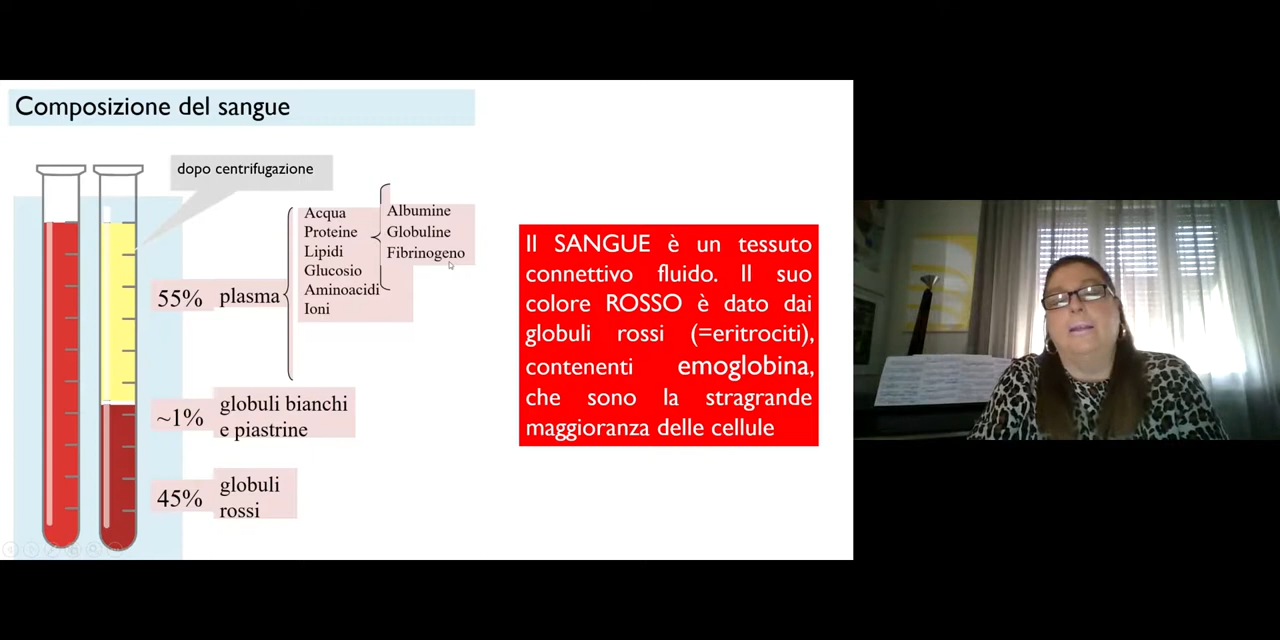 Composizione del sangue
dopo centrifugazione
Acqua
Proteine
Lipidi
Glucosio
Aminoacidi
Ioni
Albumine
Globuline
Fibrinogeno
55% plasma
~1% globuli bianchi
e piastrine
45% globuli
rossi
Il SANGUE è un tessuto
connettivo fluido. Il suo
colore ROSSO è dato dai
globuli rossi (=eritrociti),
contenenti emoglobina,
che sono la stragrande
maggioranza delle cellule